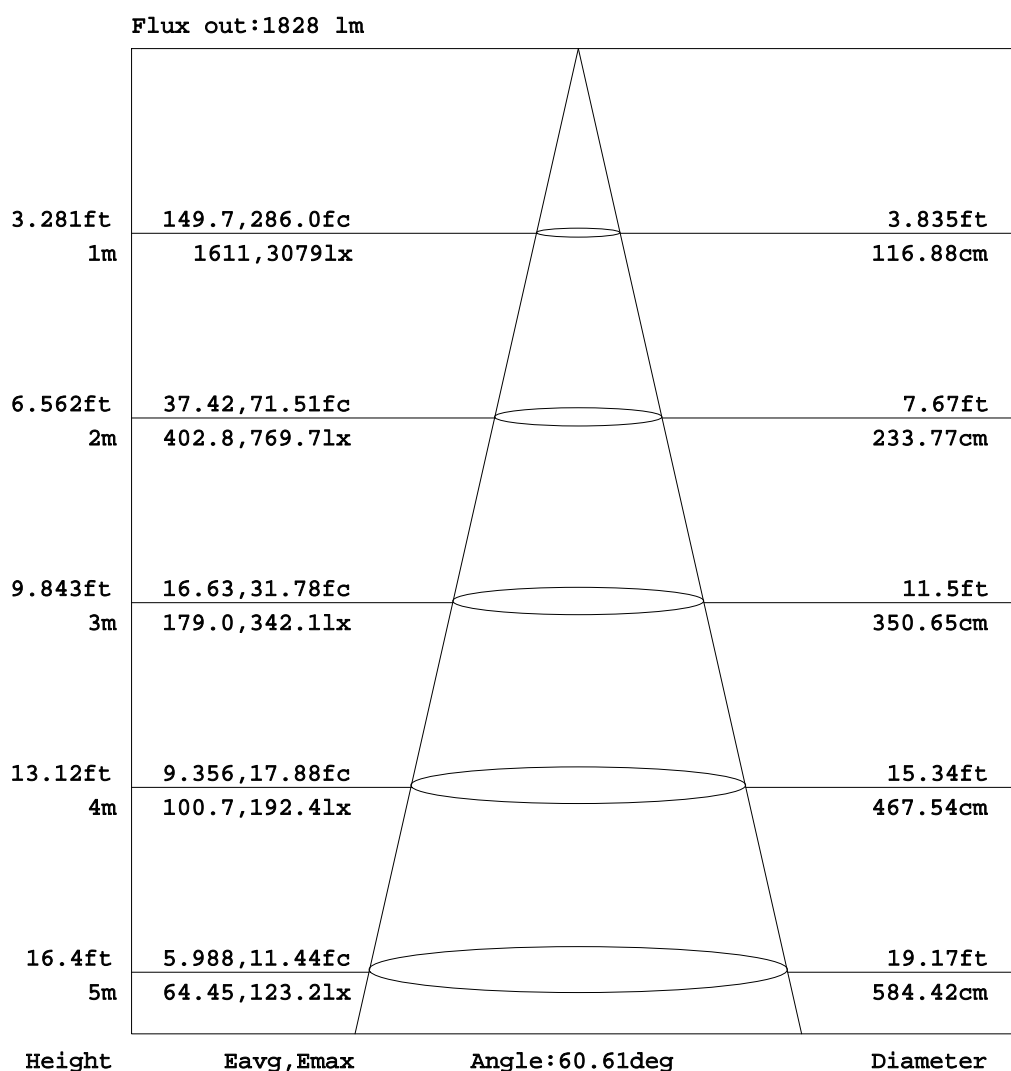 Flux out:1828 lm
3.281ft 149.7,286.0fc 3.835ft
1m 1611,3079lx 116.88cm
6.562ft 37.42,71.51fc 7.67ft
2m 402.8,769.7lx 233.77cm
9.843ft 16.63,31.78fc 11.5ft
3m 179.0,342.1lx 350.65cm
13.12ft 9.356,17.88fc 15.34ft
4m 100.7,192.4lx 467.54cm
16.4ft 5.988,11.44fc 19.17ft
5m 64.45,123.2lx 584.42cm
Height Eavg,Emax Angle:60.61deg Diameter